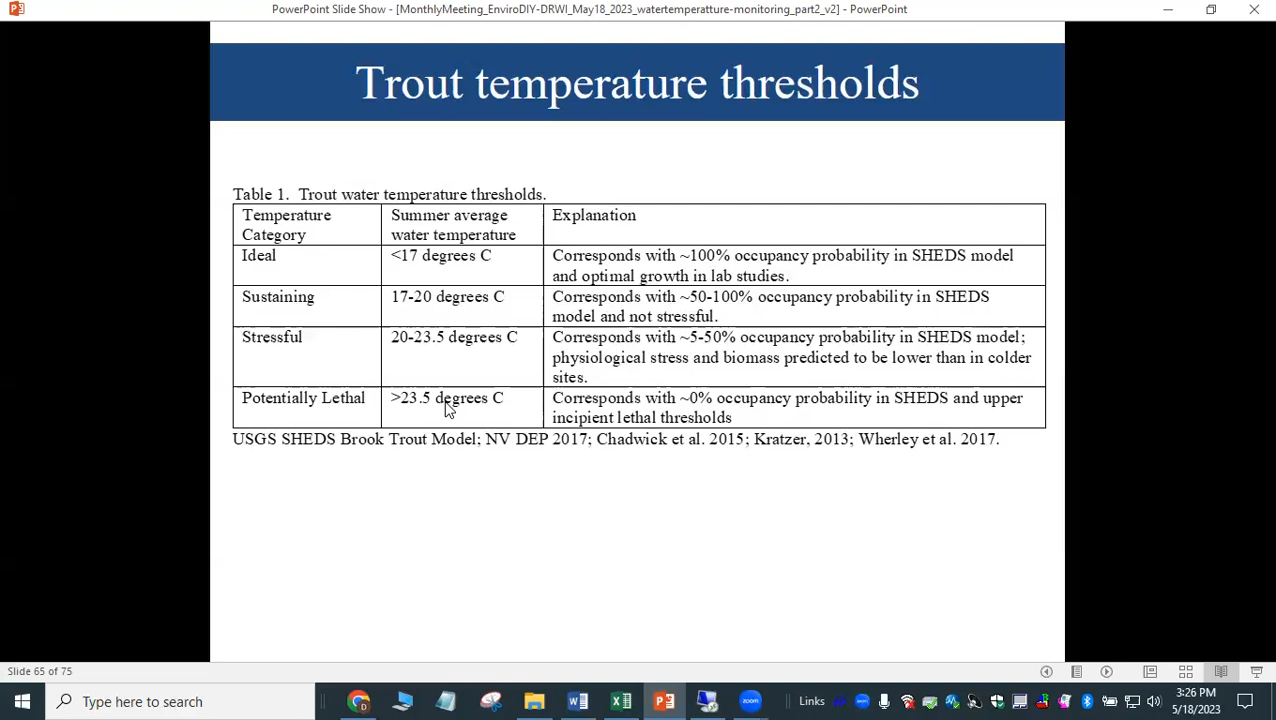 PowerPoint Slide Show - [MonthlyMeeting_EnviroDIY-DRWI_May18_2023_watertemperatture-monitoring_part2_v2] - PowerPoint
Trout temperature thresholds
Table 1. Trout water temperature thresholds.
Temperature
Category
Summer average
water temperature
Explanation
Ideal
<17 degrees C
Corresponds with ~100% occupancy probability in SHEDS model
and optimal growth in lab studies.
Sustaining
17-20 degrees C
Corresponds with ~50-100% occupancy probability in SHEDS
model and not stressful.
Stressful
20-23.5 degrees C
Corresponds with ~5-50% occupancy probability in SHEDS model;
physiological stress and biomass predicted to be lower than in colder
sites.
Potentially Lethal
>23.5 degrees C
Corresponds with ~0% occupancy probability in SHEDS and upper
incipient lethal thresholds
USGS SHEDS Brook Trout Model; NV DEP 2017; Chadwick et al. 2015; Kratzer, 2013; Wherley et al. 2017.
Slide 65 of 75
Type here to search
Links
3:26 PM
5/18/2023